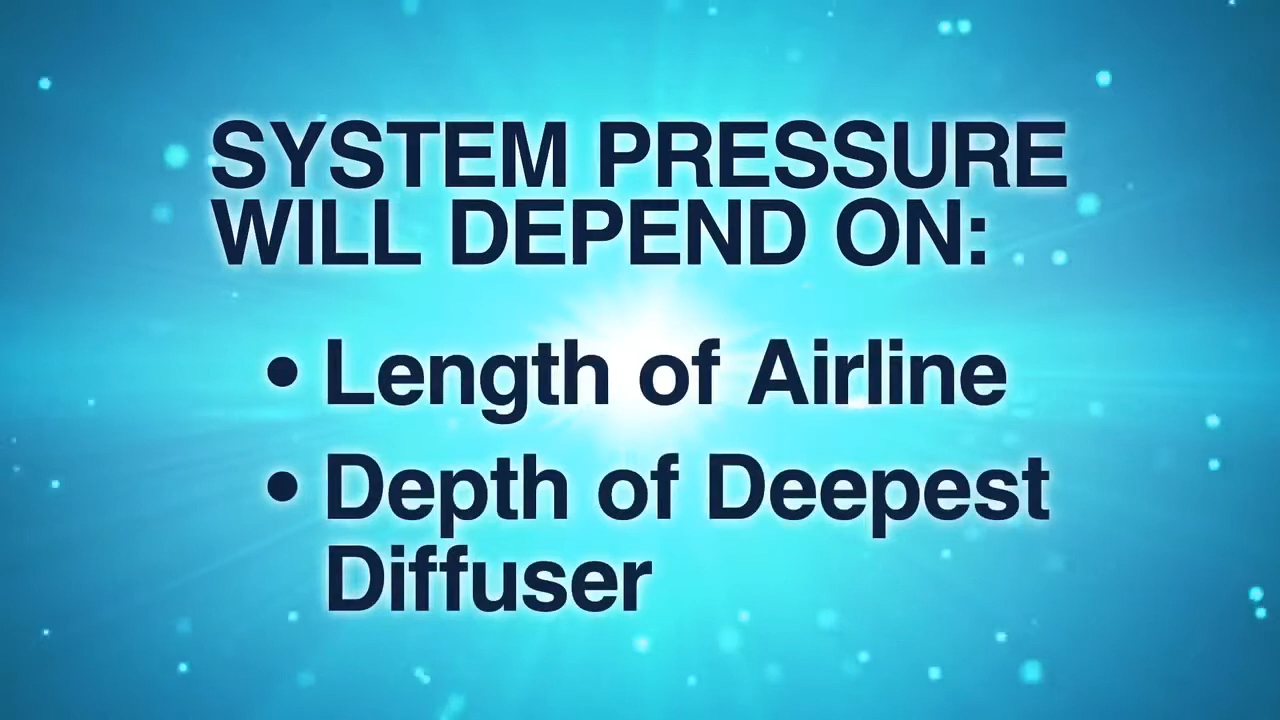 SYSTEM PRESSURE
WILL DEPEND ON:
• Length of Airline
• Depth of Deepest
Diffuser